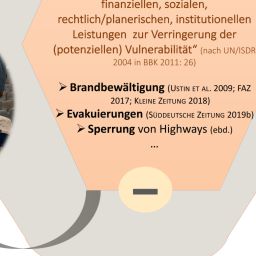 finanziellen, sozialen,
rechtlich/planerischen, institutionellen
Leistungen zur Verringerung der
(potenziellen) Vulnerabilität“ (nach UN/ISDR
2004 in BBK 2011: 26)
➢ Brandbewältigung (Ustin et al. 2009; FAZ
2017; Kleine Zeitung 2018)
➢ Evakuierungen (Süddeutsche Zeitung 2019b)
➢ Sperrung von Highways (ebd.)
...